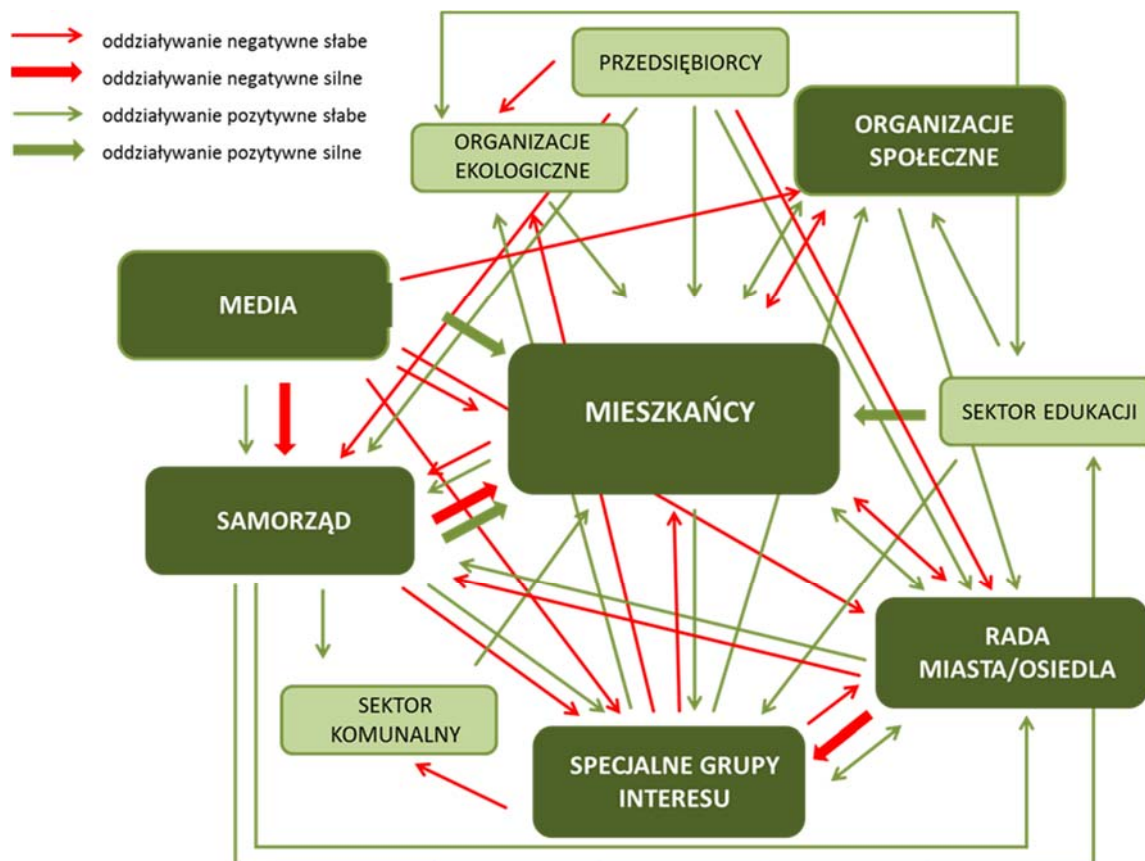 oddziaływanie negatywne słabe
oddziaływanie negatywne silne
oddziaływanie pozytywne słabe
oddziaływanie pozytywne silne
PRZEDSIĘBIORCY
ORGANIZACJE
EKOLOGICZNE
ORGANIZACJE
SPOŁECZNE
MEDIA
MIESZKAŃCY
SEKTOR EDUKACJI
SAMORZĄD
RADA
MIASTA/OSIEDLA
SEKTOR
KOMUNALNY
SPECJALNE GRUPY
INTERESU